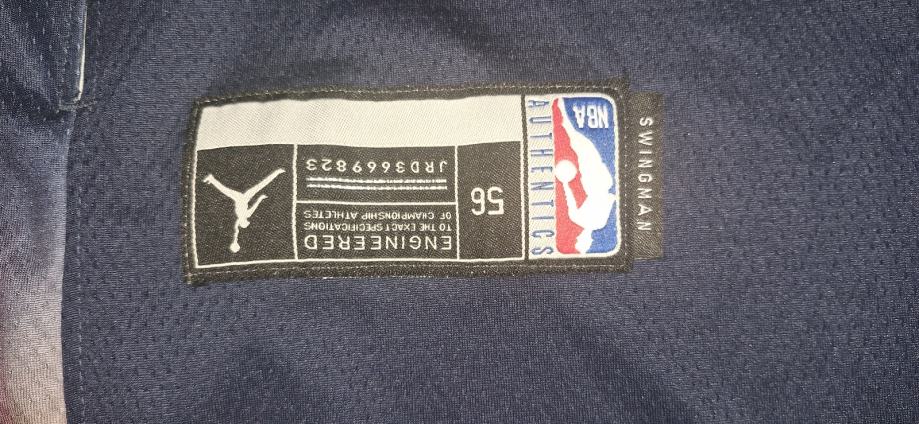 SWINGMAN
NBA
AUTHENTICS
56
ENGINEERED
TO THE EXACT SPECIFICATIONS
OF CHAMPIONSHIP ATHLETES
JRD3669823